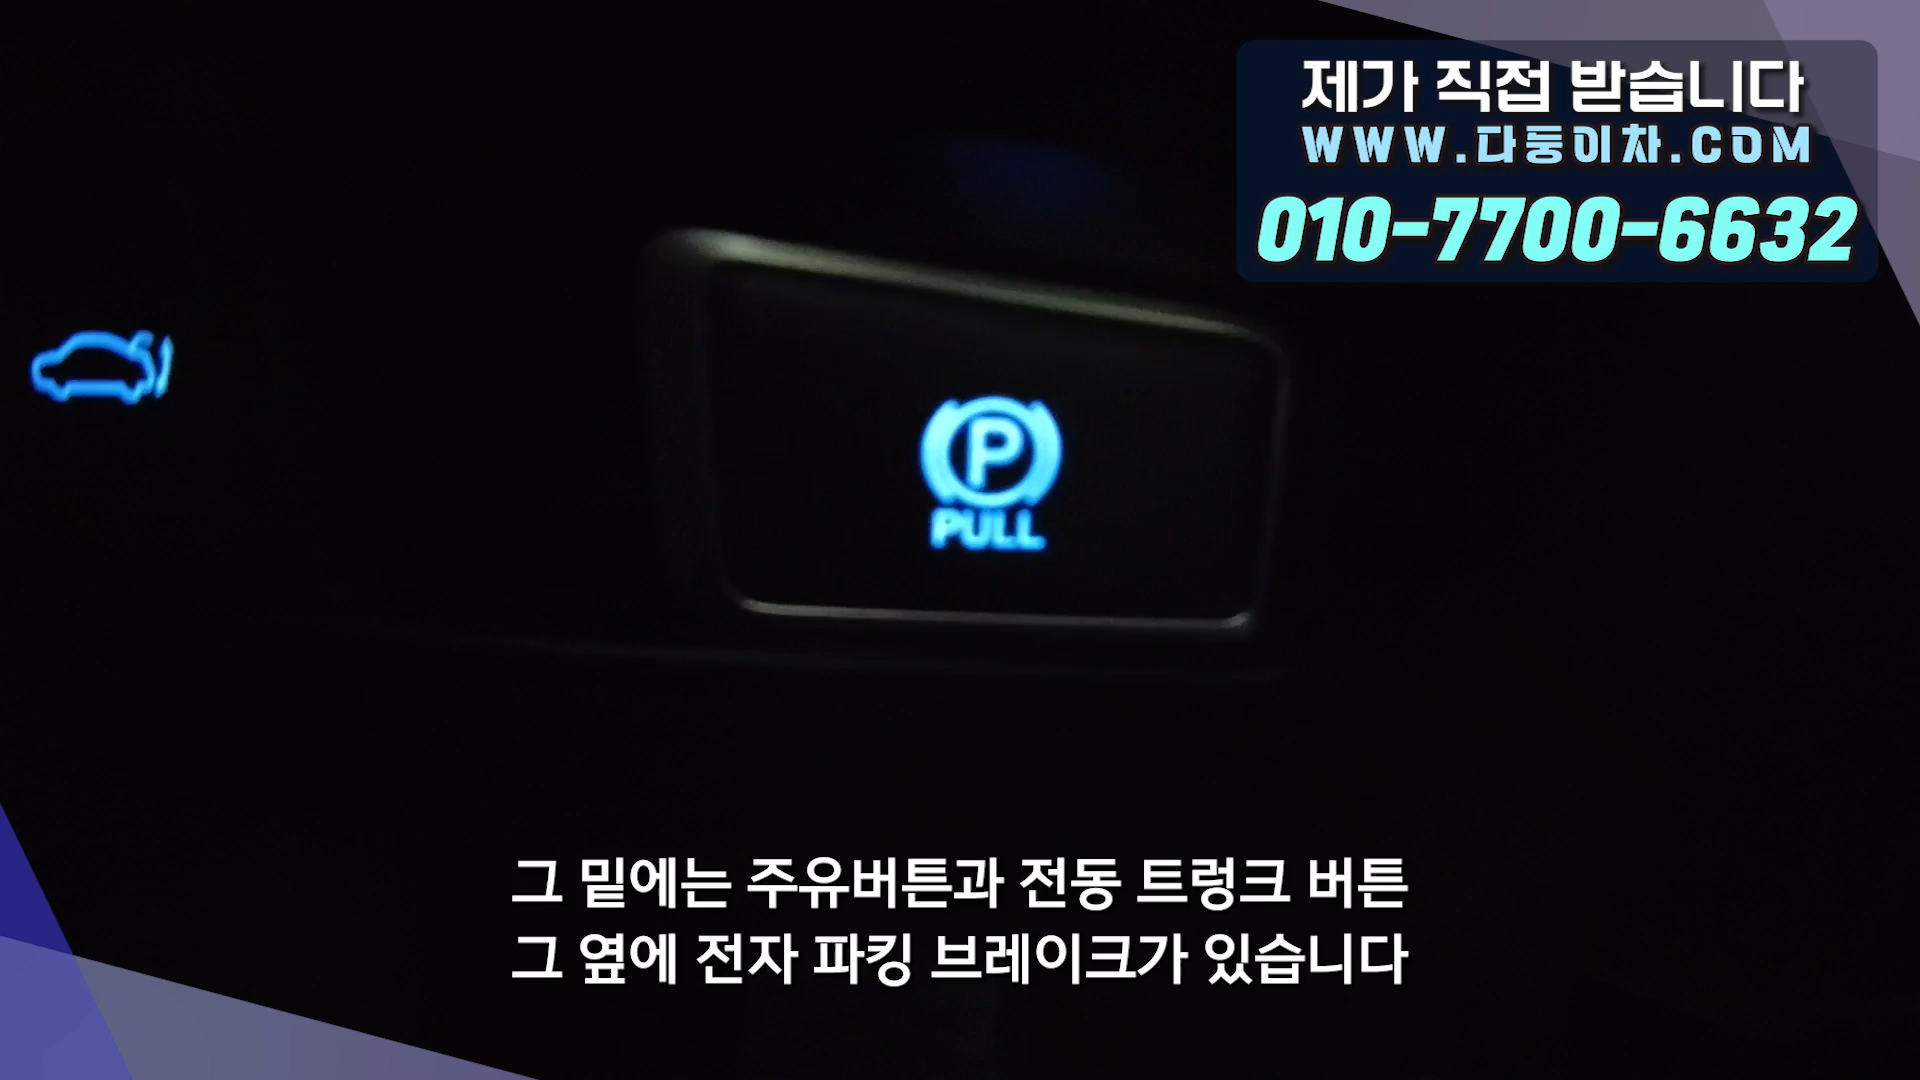 제가 직접 받습니다
WWW.다둥이차.COM
010-7700-6632
P
PULL
그 밑에는 주유버튼과 전동 트렁크 버튼
그 옆에 전자 파킹 브레이크가 있습니다